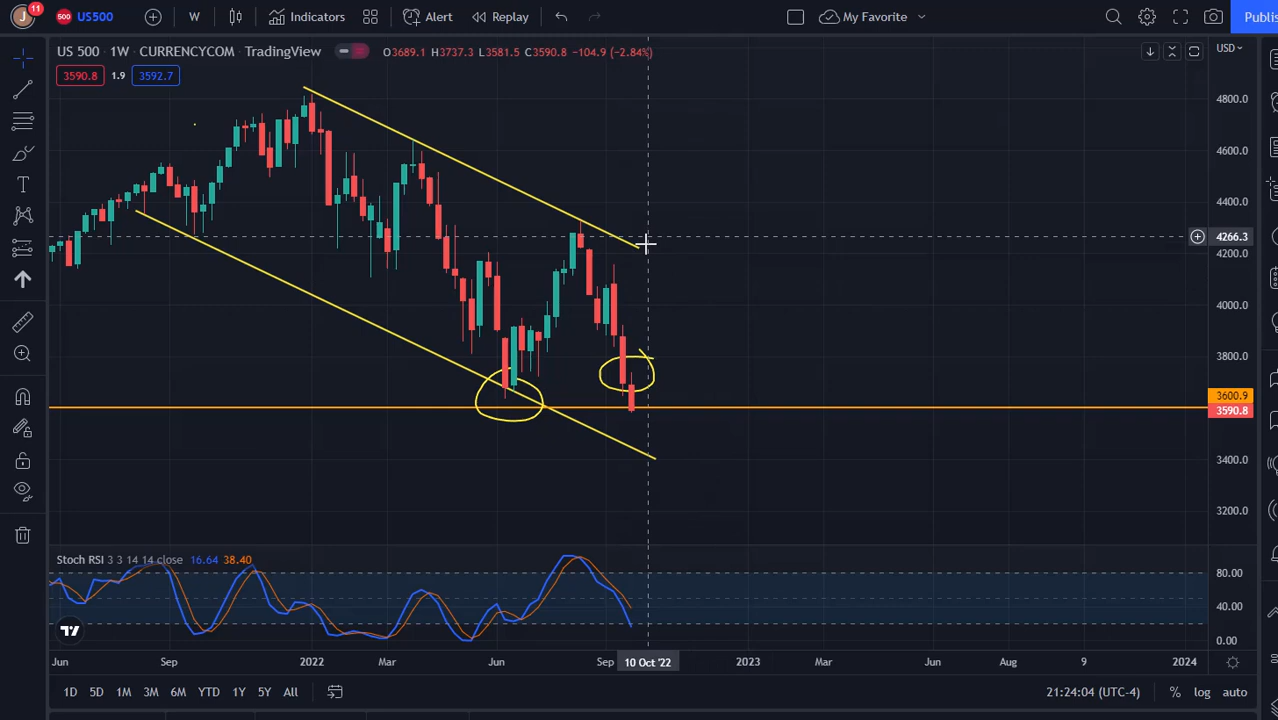 J 11 500 US500 W Indicators Alert Replay My Favorite Publis
US 500 · 1W · CURRENCYCOM · TradingView O3689.1 H3737.3 L3581.5 C3590.8 −104.9 (−2.84%) USD
3590.8 1.9 3592.7
4800.0
4600.0
4400.0
4266.3
4200.0
4000.0
3800.0
3600.9
3590.8
3400.0
3200.0
Stoch RSI 3 3 14 14 close 16.64 38.40
80.00
40.00
0.00
Jun Sep 2022 Mar Jun Sep 10 Oct '22 2023 Mar Jun Aug 9 2024
1D 5D 1M 3M 6M YTD 1Y 5Y All 21:24:04 (UTC-4) % log auto